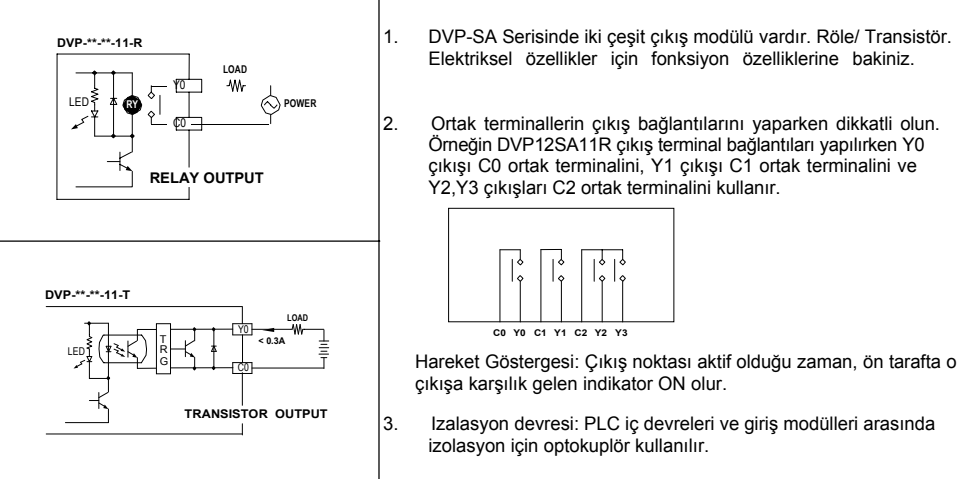 DVP-**-**-11-R
LED
RY
Y0
C0
LOAD
POWER
RELAY OUTPUT
DVP-**-**-11-T
LED
T
R
G
Y0
C0
LOAD
< 0.3A
TRANSISTOR OUTPUT
1. DVP-SA Serisinde iki çeşit çıkış modülü vardır. Röle/ Transistör.
Elektriksel özellikler için fonksiyon özelliklerine bakiniz.
2. Ortak terminallerin çıkış bağlantılarını yaparken dikkatli olun.
Örneğin DVP12SA11R çıkış terminal bağlantıları yapılırken Y0
çıkışı C0 ortak terminalini, Y1 çıkışı C1 ortak terminalini ve
Y2,Y3 çıkışları C2 ortak terminalini kullanır.
C0 Y0 C1 Y1 C2 Y2 Y3
Hareket Göstergesi: Çıkış noktası aktif olduğu zaman, ön tarafta o
çıkışa karşılık gelen indikator ON olur.
3. Izalasyon devresi: PLC iç devreleri ve giriş modülleri arasında
izolasyon için optokuplör kullanılır.